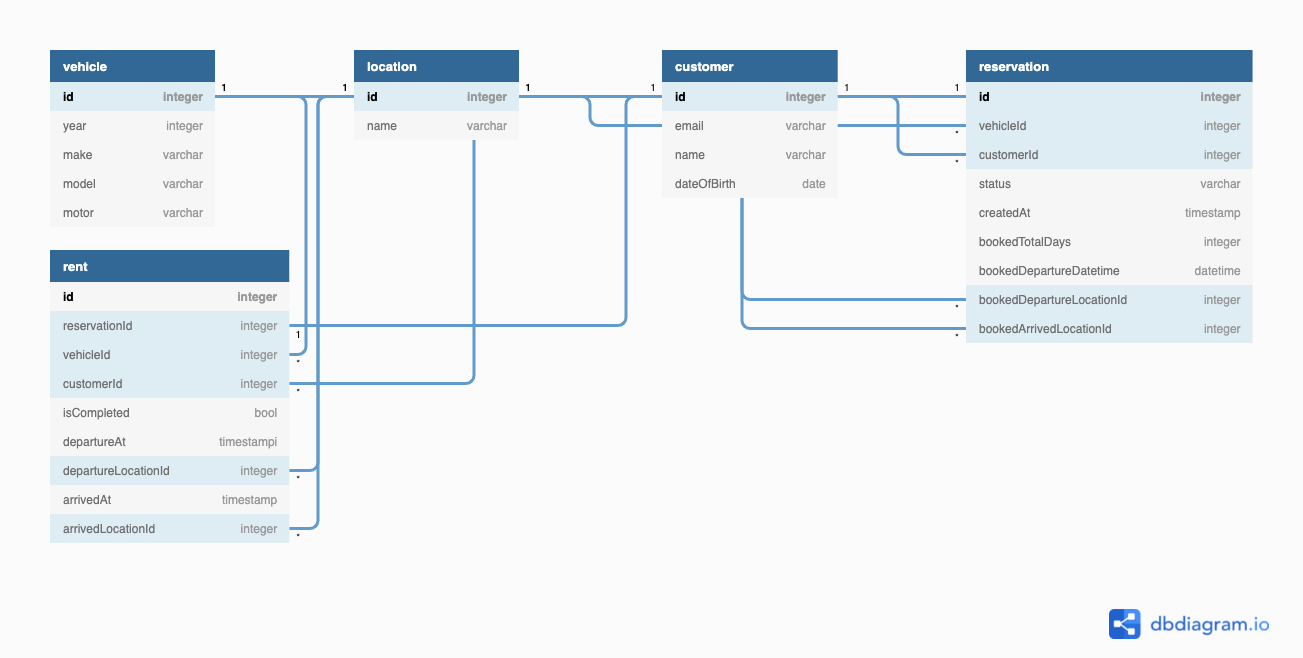 vehicle
id integer
year integer
make varchar
model varchar
motor varchar
location
id integer
name varchar
customer
id integer
email varchar
name varchar
dateOfBirth date
reservation
id integer
vehicleId integer
customerId integer
status varchar
createdAt timestamp
bookedTotalDays integer
bookedDepartureDatetime datetime
bookedDepartureLocationId integer
bookedArrivedLocationId integer
rent
id integer
reservationId integer
vehicleId integer
customerId integer
isCompleted bool
departureAt timestampi
departureLocationId integer
arrivedAt timestamp
arrivedLocationId integer
1
1
1
1
1
1
1
*
*
*
*
*
*
*
*
dbdiagram.io